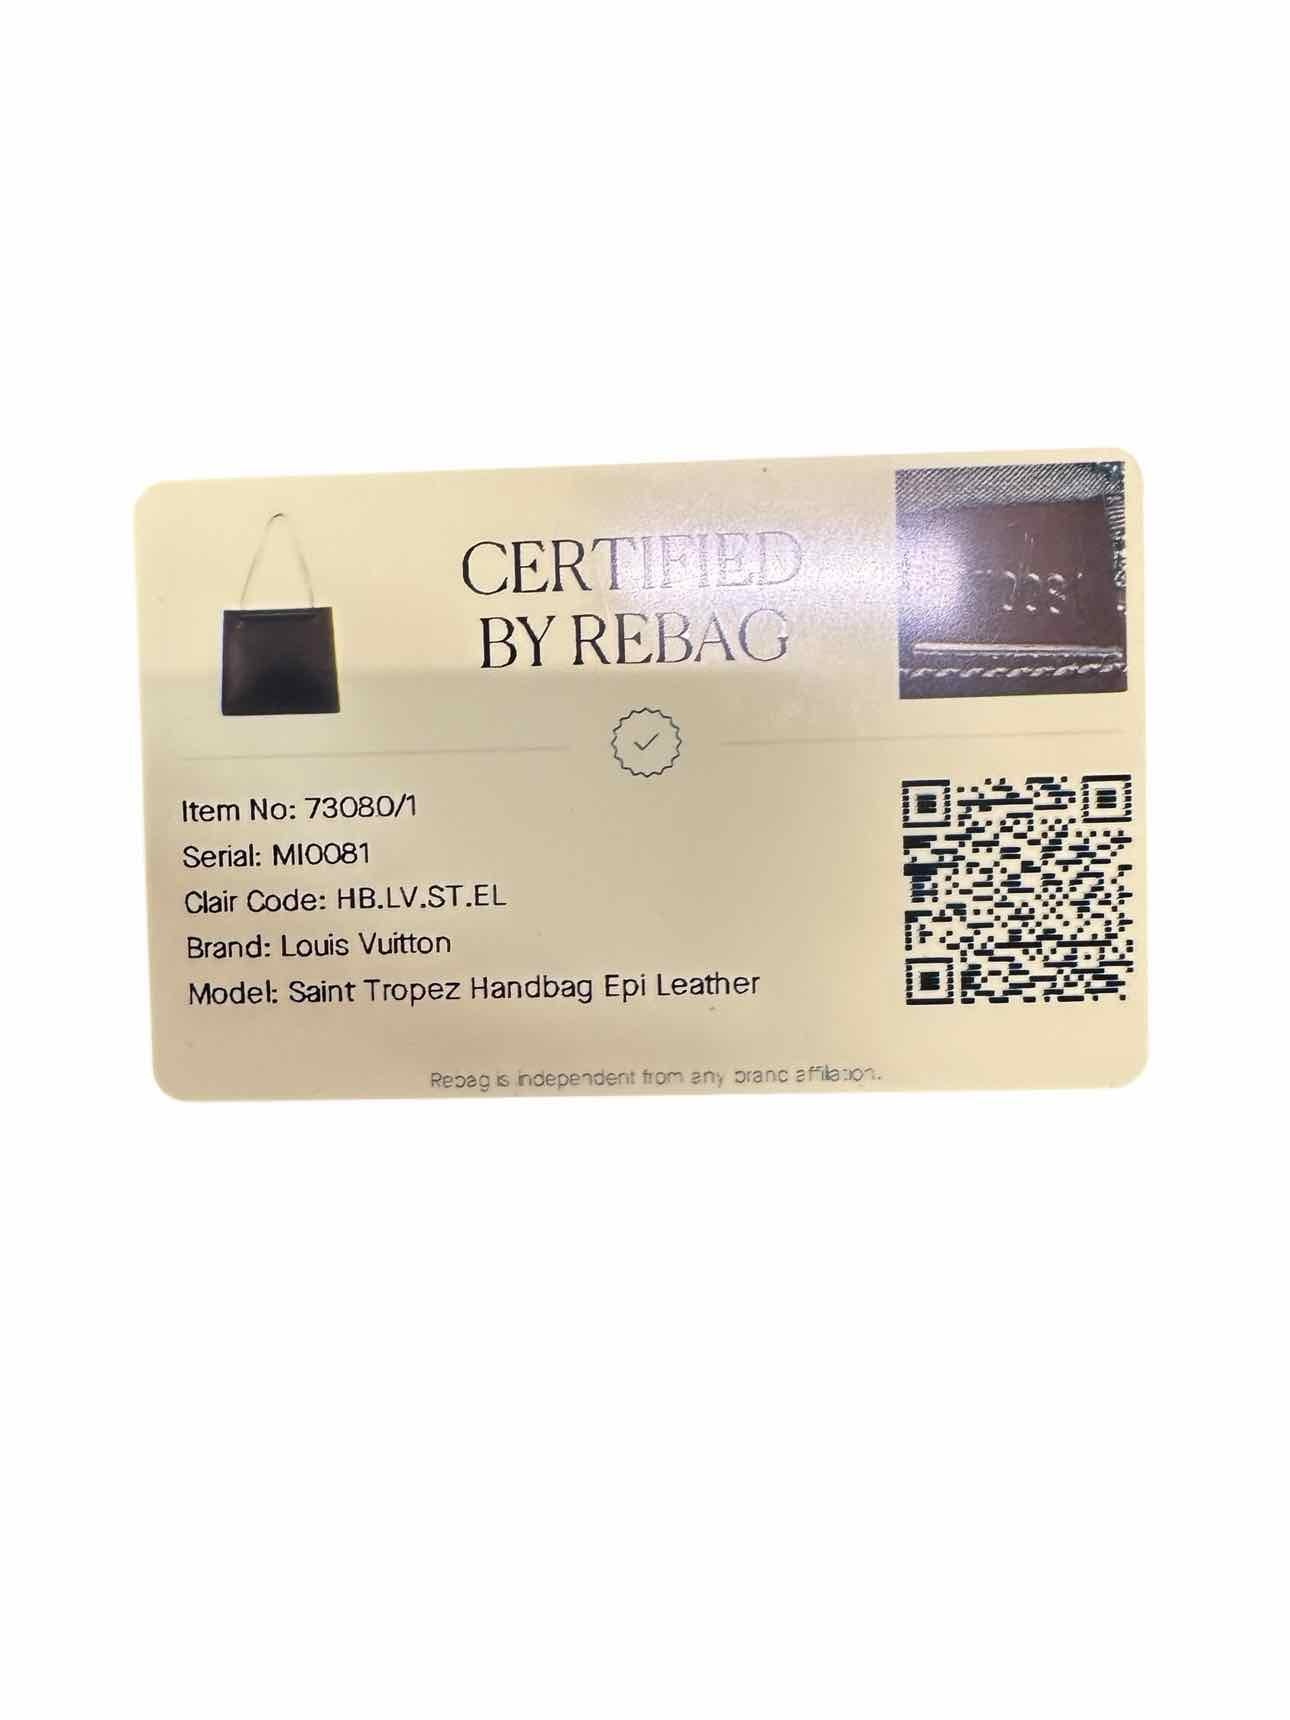 CERTIFIED
BY REBAG
Item No: 73080/1
Serial: MI0081
Clair Code: HB.LV.ST.EL
Brand: Louis Vuitton
Model: Saint Tropez Handbag Epi Leather
Rebag is independent from any brand affiliation.